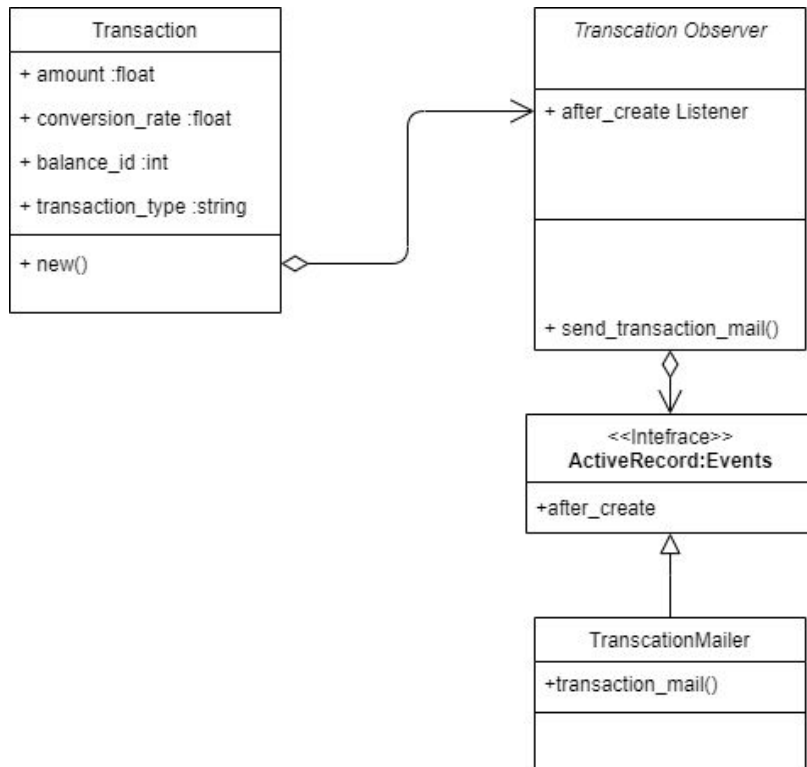 Transaction
+ amount :float
+ conversion_rate :float
+ balance_id :int
+ transaction_type :string
+ new()
Transcation Observer
+ after_create Listener
+ send_transaction_mail()
<<Intefrace>>
ActiveRecord:Events
+after_create
TranscationMailer
+transaction_mail()